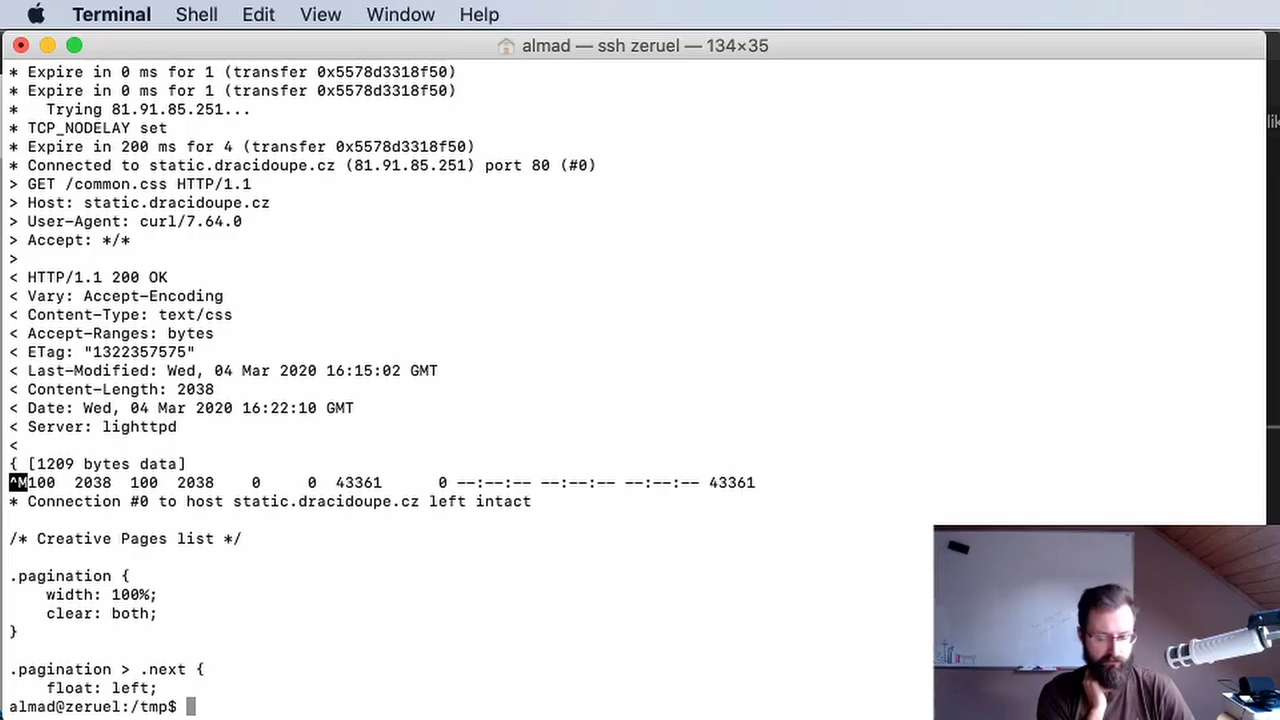 Terminal Shell Edit View Window Help
almad — ssh zeruel — 134×35
* Expire in 0 ms for 1 (transfer 0x5578d3318f50)
* Expire in 0 ms for 1 (transfer 0x5578d3318f50)
*   Trying 81.91.85.251...
* TCP_NODELAY set
* Expire in 200 ms for 4 (transfer 0x5578d3318f50)
* Connected to static.dracidoupe.cz (81.91.85.251) port 80 (#0)
> GET /common.css HTTP/1.1
> Host: static.dracidoupe.cz
> User-Agent: curl/7.64.0
> Accept: */*
>
< HTTP/1.1 200 OK
< Vary: Accept-Encoding
< Content-Type: text/css
< Accept-Ranges: bytes
< ETag: "1322357575"
< Last-Modified: Wed, 04 Mar 2020 16:15:02 GMT
< Content-Length: 2038
< Date: Wed, 04 Mar 2020 16:22:10 GMT
< Server: lighttpd
<
{ [1209 bytes data]
^M100  2038  100  2038    0     0  43361      0 --:--:-- --:--:-- --:--:-- 43361
* Connection #0 to host static.dracidoupe.cz left intact
/* Creative Pages list */
.pagination {
    width: 100%;
    clear: both;
}
.pagination > .next {
    float: left;
almad@zeruel:/tmp$